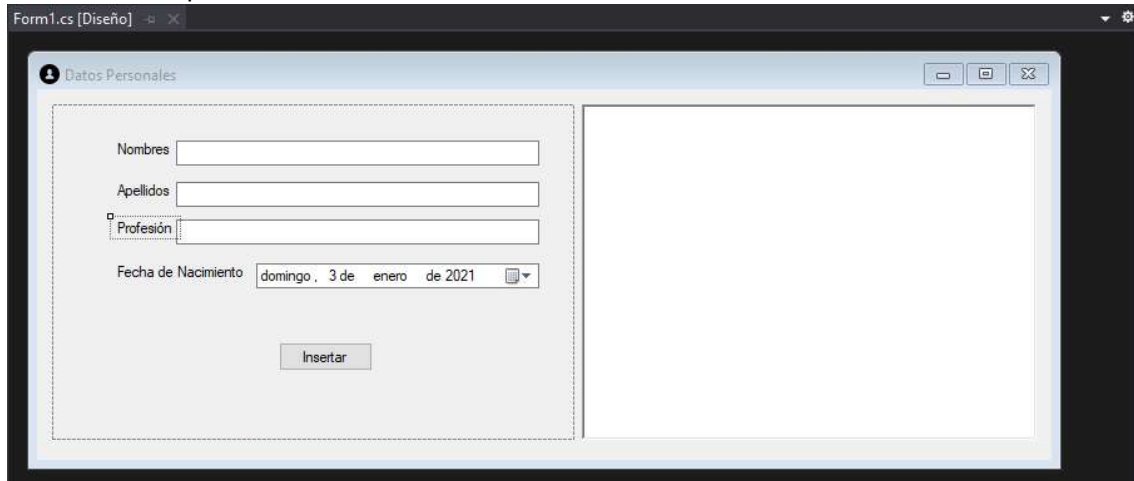 Form1.cs [Diseño]
Datos Personales
Nombres
Apellidos
Profesión
Fecha de Nacimiento domingo , 3 de enero de 2021
Insertar